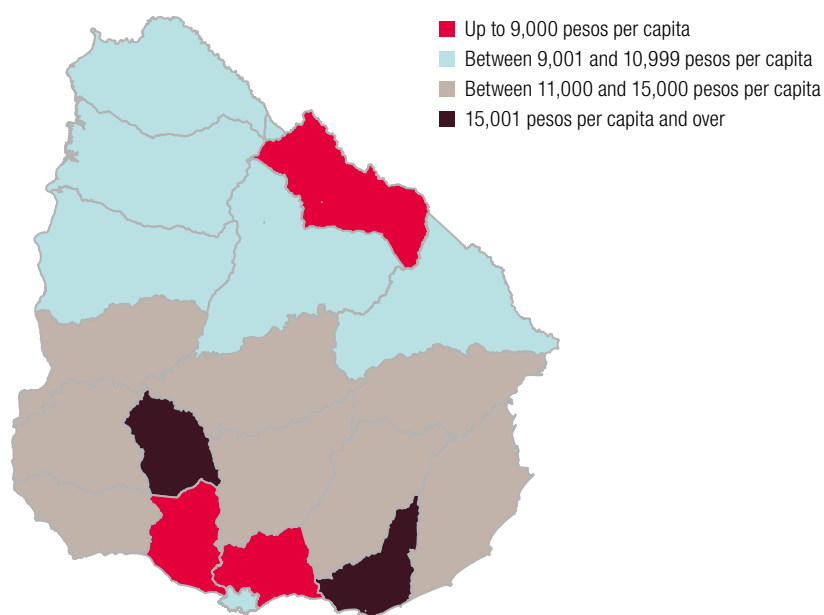 Up to 9,000 pesos per capita
Between 9,001 and 10,999 pesos per capita
Between 11,000 and 15,000 pesos per capita
15,001 pesos per capita and over